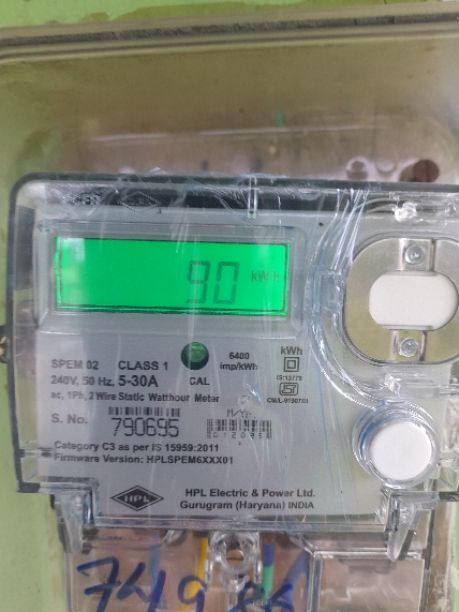 90 kWh
SPEM 02 CLASS 1
6400
imp/kWh
kWh
240V, 50 Hz, 5-30A
CAL
IS:13779
ac, 1Ph, 2 Wire Static Watthour Meter
S. No. 790695
Category C3 as per IS 15959:2011
Firmware Version: HPLSPEM6XXX01
HPL
HPL Electric & Power Ltd.
Gurugram (Haryana) INDIA